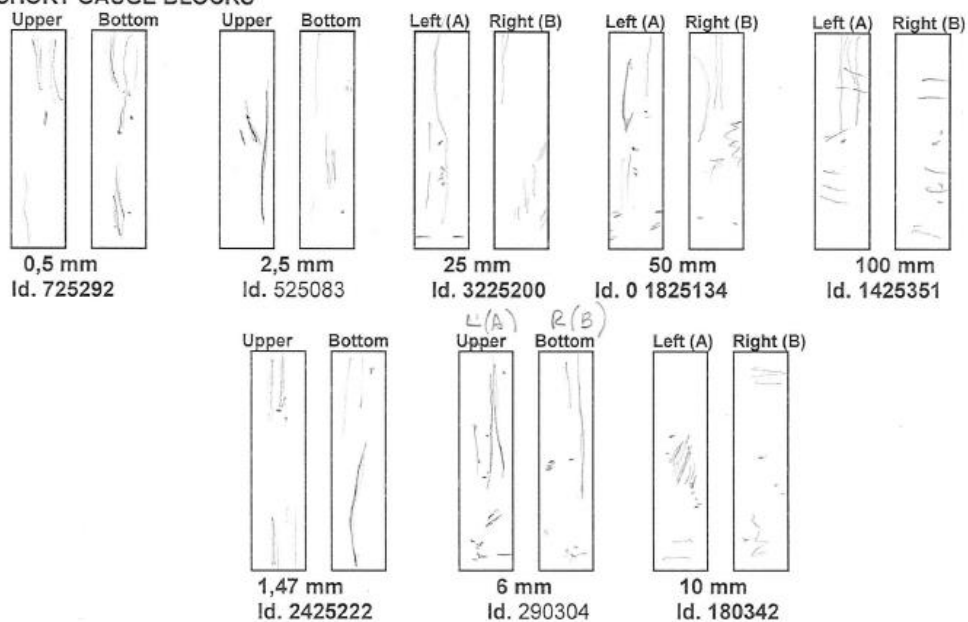 SHORT GAUGE BLOCKS
Upper Bottom Upper Bottom Left (A) Right (B) Left (A) Right (B) Left (A) Right (B)
0,5 mm 2,5 mm 25 mm 50 mm 100 mm
Id. 725292 Id. 525083 Id. 3225200 Id. 0 1825134 Id. 1425351
L(A) R(B)
Upper Bottom Upper Bottom Left (A) Right (B)
1,47 mm 6 mm 10 mm
Id. 2425222 Id. 290304 Id. 180342